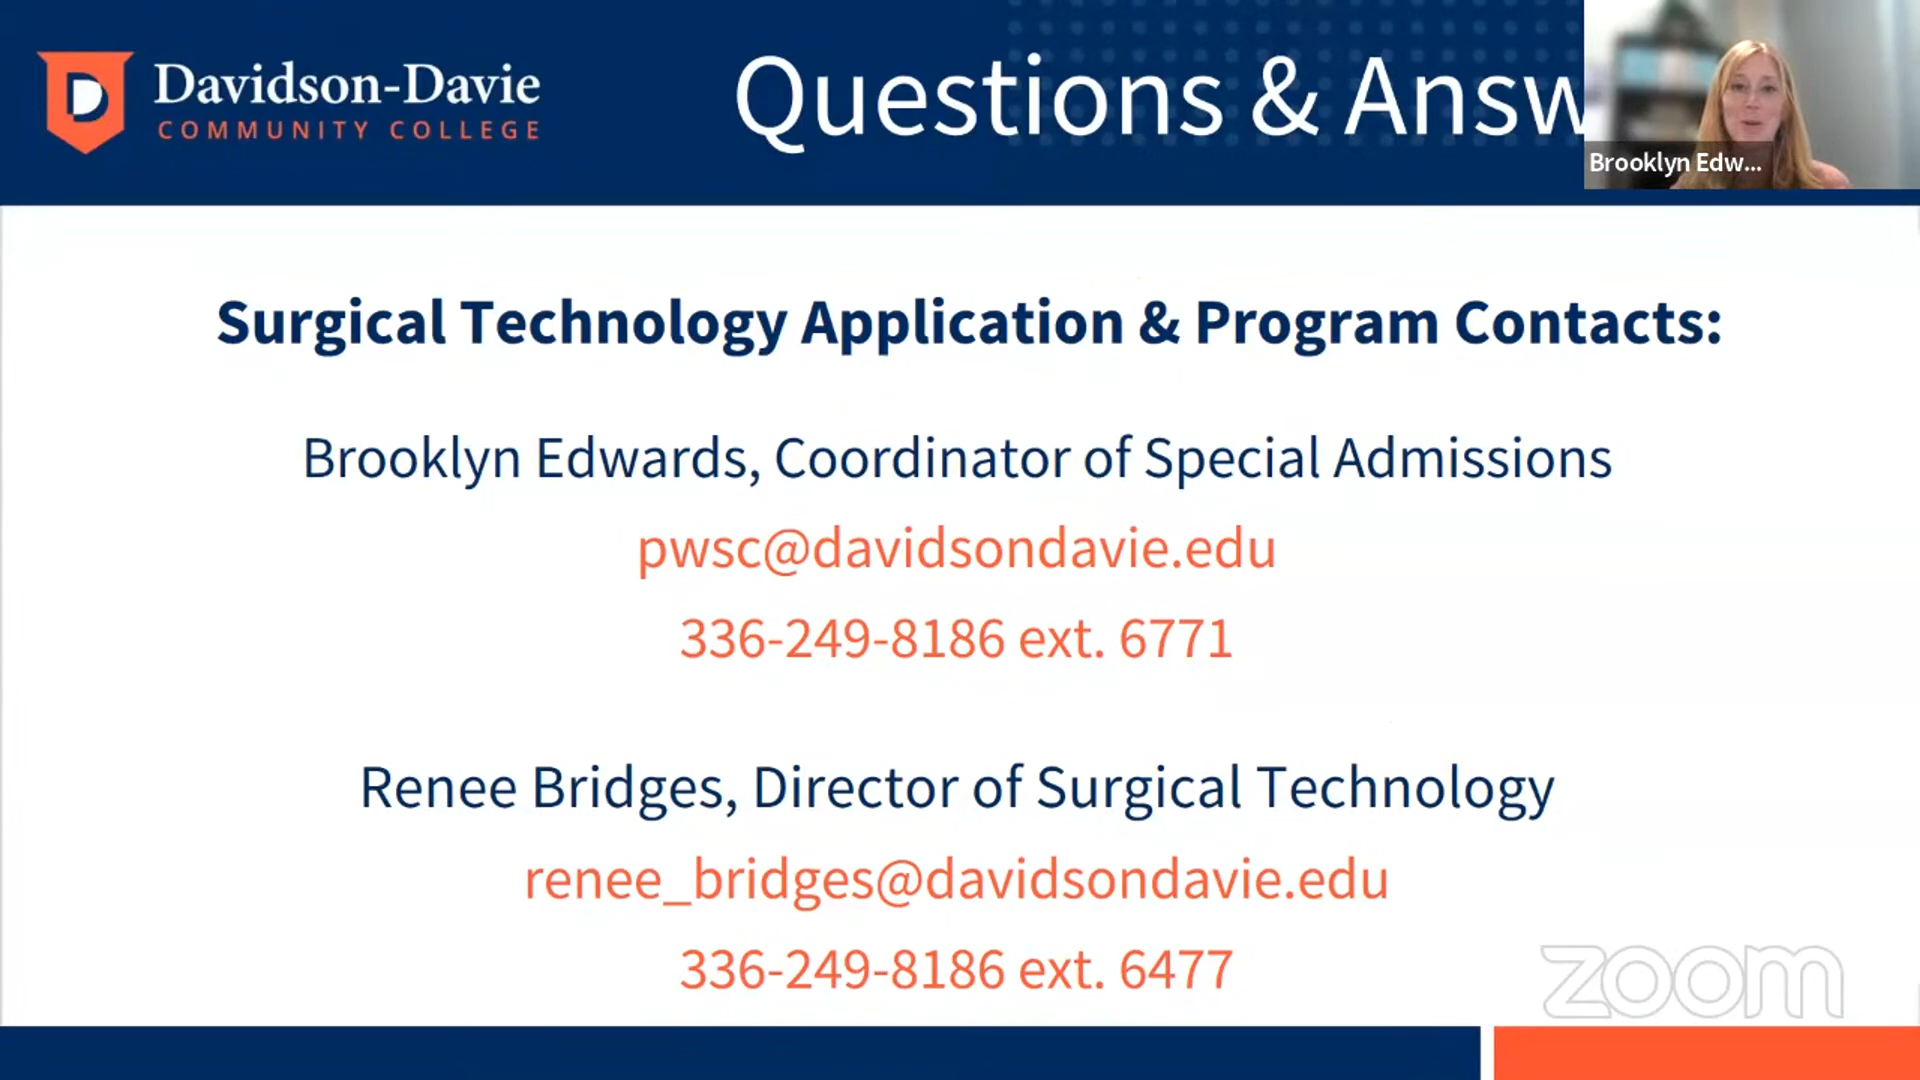 Davidson-Davie
COMMUNITY COLLEGE
Questions & Answ
Brooklyn Edw...
Surgical Technology Application & Program Contacts:
Brooklyn Edwards, Coordinator of Special Admissions
pwsc@davidsondavie.edu
336-249-8186 ext. 6771
Renee Bridges, Director of Surgical Technology
renee_bridges@davidsondavie.edu
336-249-8186 ext. 6477
zoom